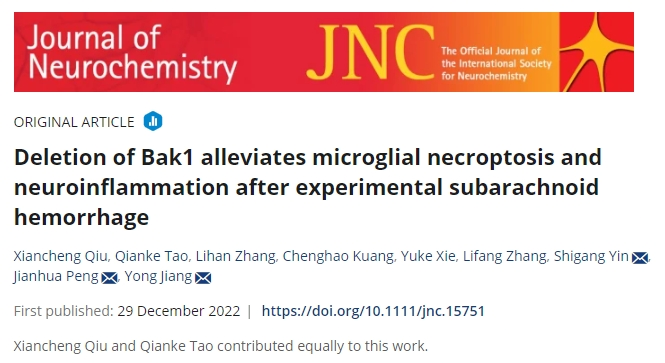 Journal of
Neurochemistry
JNC
The Official Journal of
the International Society
for Neurochemistry
ORIGINAL ARTICLE
Deletion of Bak1 alleviates microglial necroptosis and
neuroinflammation after experimental subarachnoid
hemorrhage
Xiancheng Qiu, Qianke Tao, Lihan Zhang, Chenghao Kuang, Yuke Xie, Lifang Zhang, Shigang Yin,
Jianhua Peng, Yong Jiang
First published: 29 December 2022 | https://doi.org/10.1111/jnc.15751
Xiancheng Qiu and Qianke Tao contributed equally to this work.